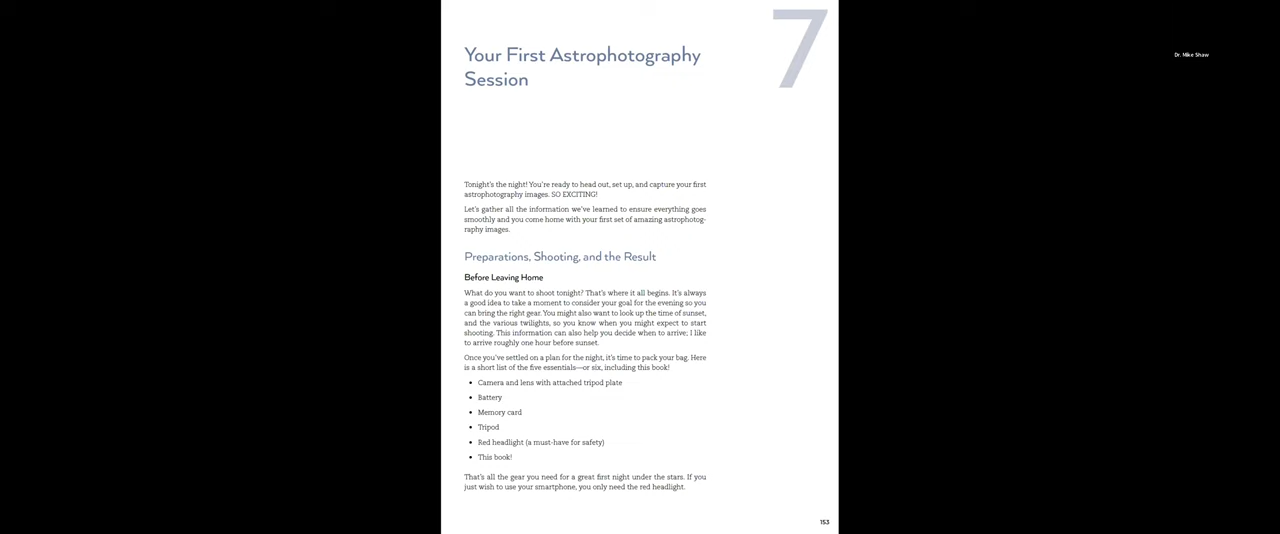 7
Your First Astrophotography
Session
Dr. Mike Shaw
Tonight's the night! You're ready to head out, set up, and capture your first
astrophotography images. SO EXCITING!
Let's gather all the information we've learned to ensure everything goes
smoothly and you come home with your first set of amazing astrophotog-
raphy images.
Preparations, Shooting, and the Result
Before Leaving Home
What do you want to shoot tonight? That's where it all begins. It's always
a good idea to take a moment to consider your goal for the evening so you
can bring the right gear. You might also want to look up the time of sunset,
and the various twilights, so you know when you might expect to start
shooting. This information can also help you decide when to arrive; I like
to arrive roughly one hour before sunset.
Once you've settled on a plan for the night, it's time to pack your bag. Here
is a short list of the five essentials—or six, including this book!
• Camera and lens with attached tripod plate
• Battery
• Memory card
• Tripod
• Red headlight (a must-have for safety)
• This book!
That's all the gear you need for a great first night under the stars. If you
just wish to use your smartphone, you only need the red headlight.
153